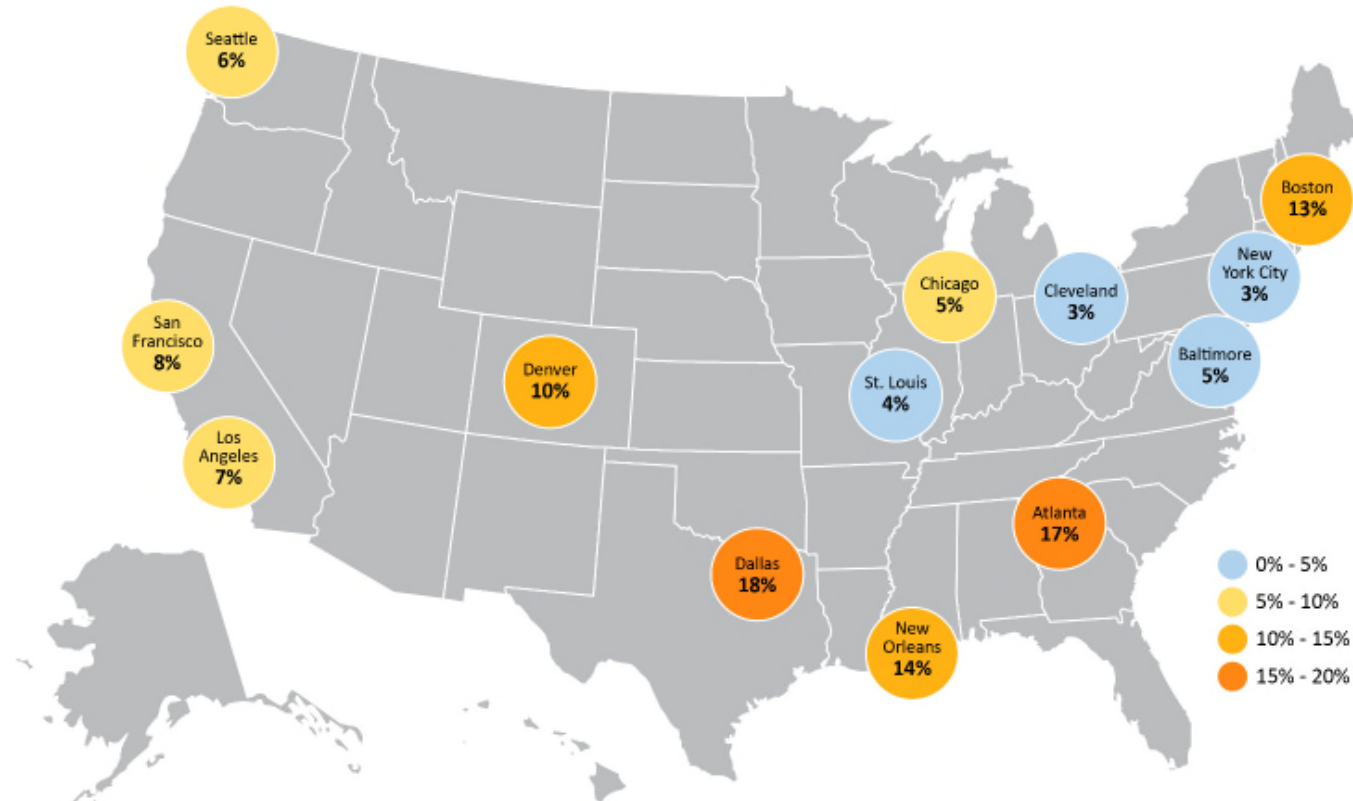 Seattle
6%
Boston
13%
New
York City
3%
Chicago
5%
Cleveland
3%
San
Francisco
8%
Baltimore
5%
Denver
10%
St. Louis
4%
Los
Angeles
7%
Atlanta
17%
Dallas
18%
New
Orleans
14%
0% - 5%
5% - 10%
10% - 15%
15% - 20%